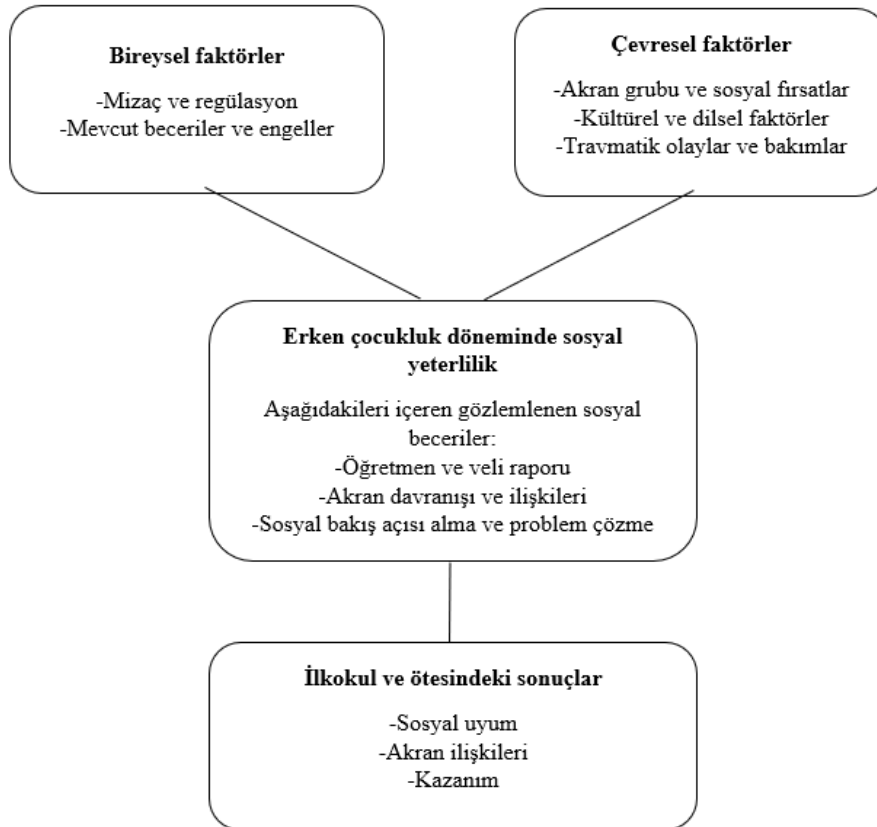 Bireysel faktörler
-Mizaç ve regülasyon
-Mevcut beceriler ve engeller
Çevresel faktörler
-Akran grubu ve sosyal fırsatlar
-Kültürel ve dilsel faktörler
-Travmatik olaylar ve bakımlar
Erken çocukluk döneminde sosyal
yeterlilik
Aşağıdakileri içeren gözlemlenen sosyal
beceriler:
-Öğretmen ve veli raporu
-Akran davranışı ve ilişkileri
-Sosyal bakış açısı alma ve problem çözme
İlkokul ve ötesindeki sonuçlar
-Sosyal uyum
-Akran ilişkileri
-Kazanım